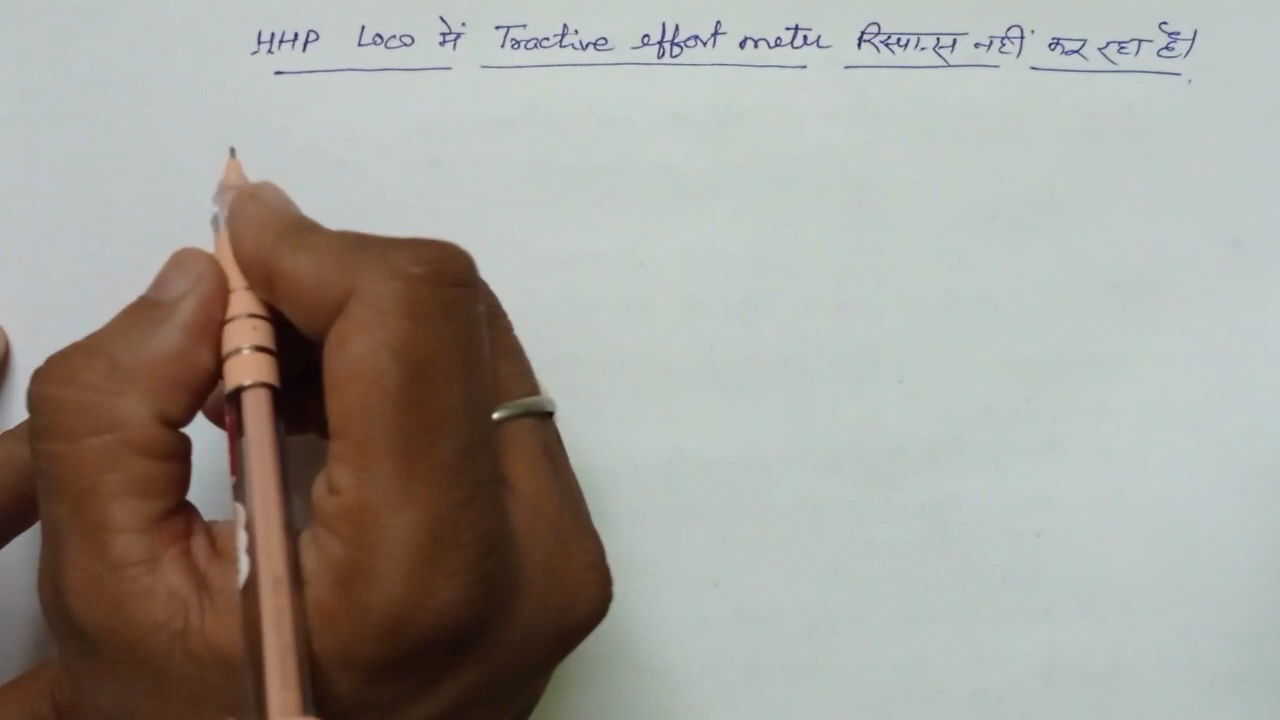 HHP Loco में Tractive effort meter रिस्पान्स नहीं कर रहा है।